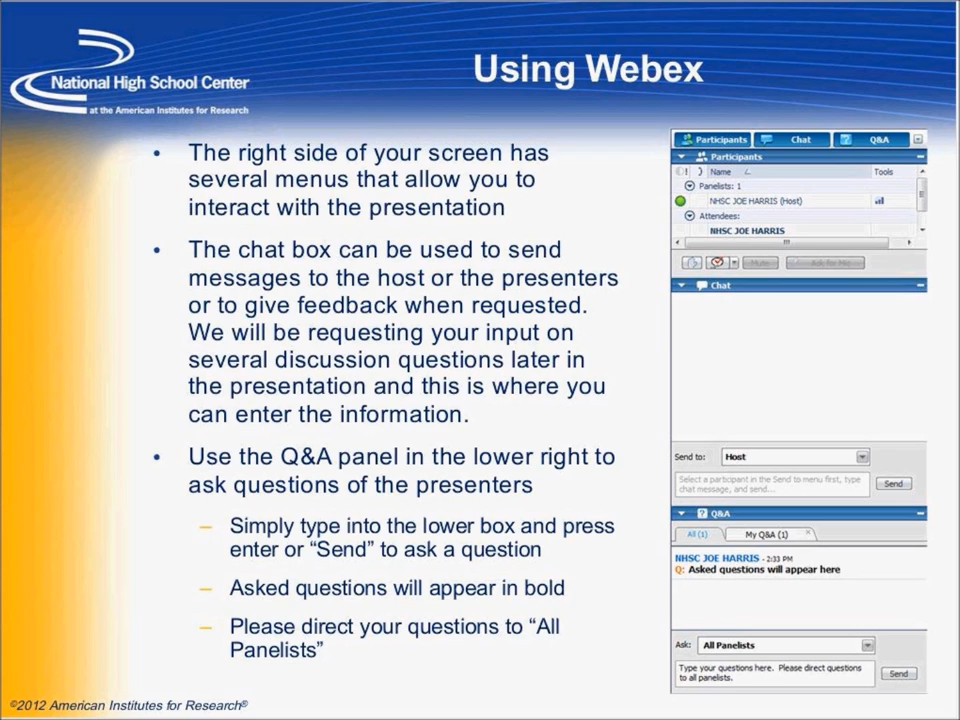 National High School Center
at the American Institutes for Research
Using Webex
• The right side of your screen has
several menus that allow you to
interact with the presentation
• The chat box can be used to send
messages to the host or the presenters
or to give feedback when requested.
We will be requesting your input on
several discussion questions later in
the presentation and this is where you
can enter the information.
• Use the Q&A panel in the lower right to
ask questions of the presenters
– Simply type into the lower box and press
enter or “Send” to ask a question
– Asked questions will appear in bold
– Please direct your questions to “All
Panelists”
Participants Chat Q&A
Participants
Name Tools
Panelists: 1
NHSC JOE HARRIS (Host)
Attendees:
NHSC JOE HARRIS
Mute Ask for Mic
Chat
Send to: Host
Select a participant in the Send to menu first, type
chat message, and send...
Send
Q&A
All (1) My Q&A (1)
NHSC JOE HARRIS - 2:33 PM
Q: Asked questions will appear here
Ask: All Panelists
Type your questions here. Please direct questions
to all panelists.
Send
©2012 American Institutes for Research®